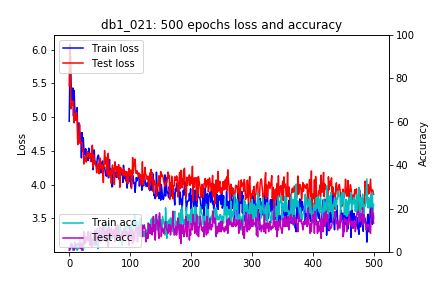 db1_021: 500 epochs loss and accuracy
Train loss
Test loss
Train acc
Test acc
Loss
6.0
5.5
5.0
4.5
4.0
3.5
Accuracy
100
80
60
40
20
0
0 100 200 300 400 500